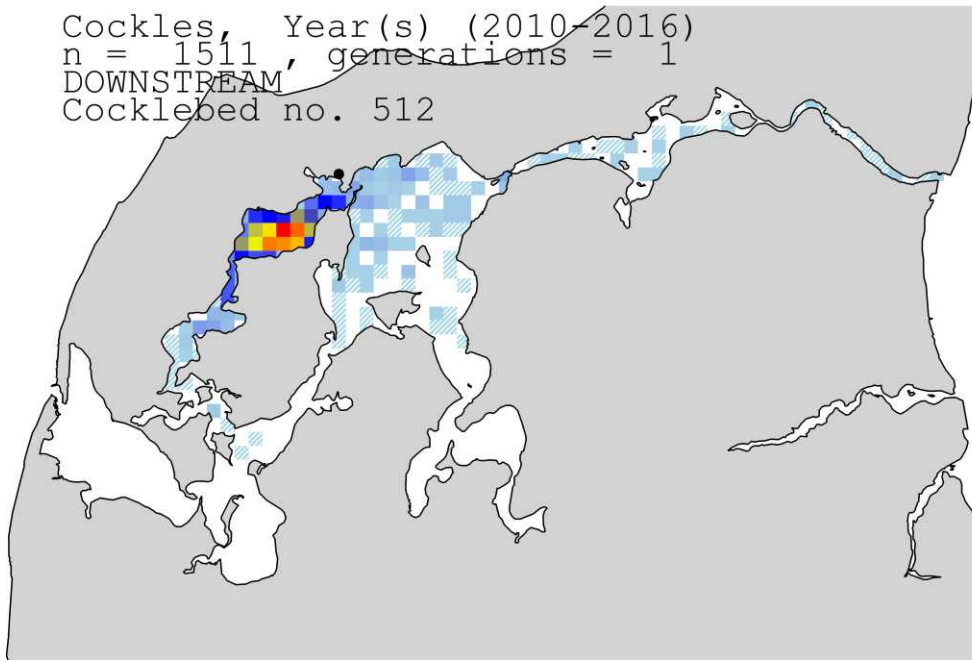 Cockles, Year(s) (2010-2016)
n = 1511 , generations = 1
DOWNSTREAM
Cocklebed no. 512